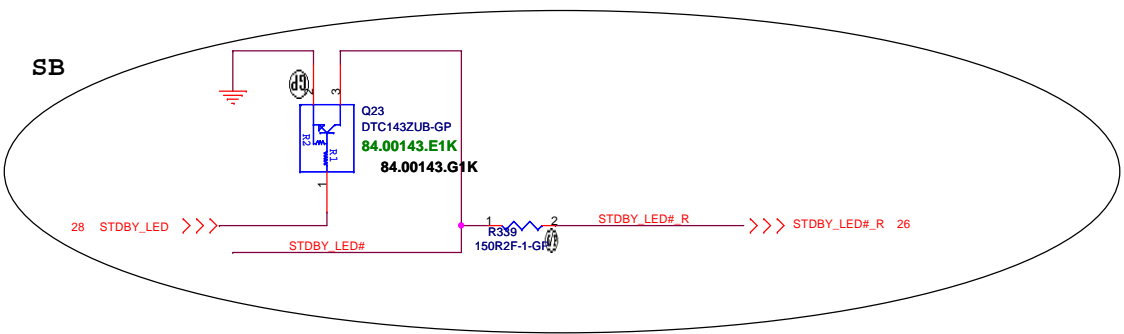 SB
GP
2
3
Q23
DTC143ZUB-GP
84.00143.E1K
84.00143.G1K
R2
R1
1
28 STDBY_LED
STDBY_LED#
1
2
R339
150R2F-1-GP
STDBY_LED#_R
STDBY_LED#_R 26